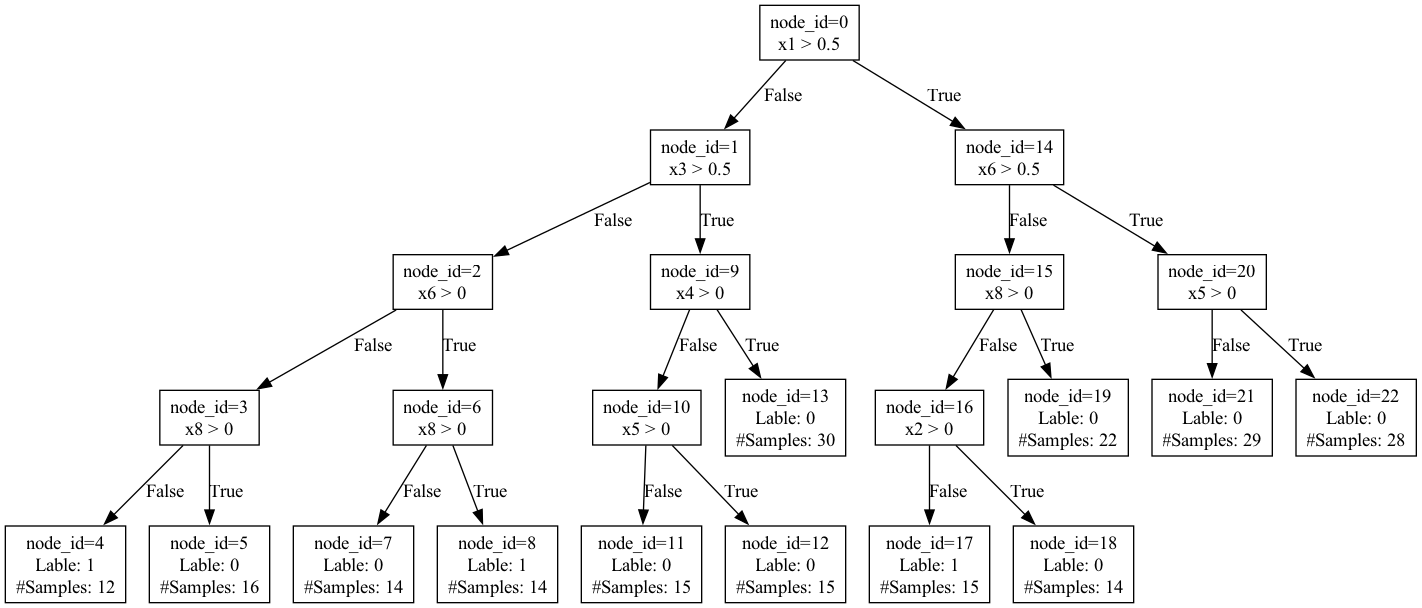 node_id=0
x1 > 0.5
False
True
node_id=1
x3 > 0.5
node_id=14
x6 > 0.5
False
True
False
True
node_id=2
x6 > 0
node_id=9
x4 > 0
node_id=15
x8 > 0
node_id=20
x5 > 0
False
True
False
True
False
True
False
True
node_id=3
x8 > 0
node_id=6
x8 > 0
node_id=10
x5 > 0
node_id=13
Lable: 0
#Samples: 30
node_id=16
x2 > 0
node_id=19
Lable: 0
#Samples: 22
node_id=21
Lable: 0
#Samples: 29
node_id=22
Lable: 0
#Samples: 28
False
True
False
True
False
True
False
True
node_id=4
Lable: 1
#Samples: 12
node_id=5
Lable: 0
#Samples: 16
node_id=7
Lable: 0
#Samples: 14
node_id=8
Lable: 1
#Samples: 14
node_id=11
Lable: 0
#Samples: 15
node_id=12
Lable: 0
#Samples: 15
node_id=17
Lable: 1
#Samples: 15
node_id=18
Lable: 0
#Samples: 14